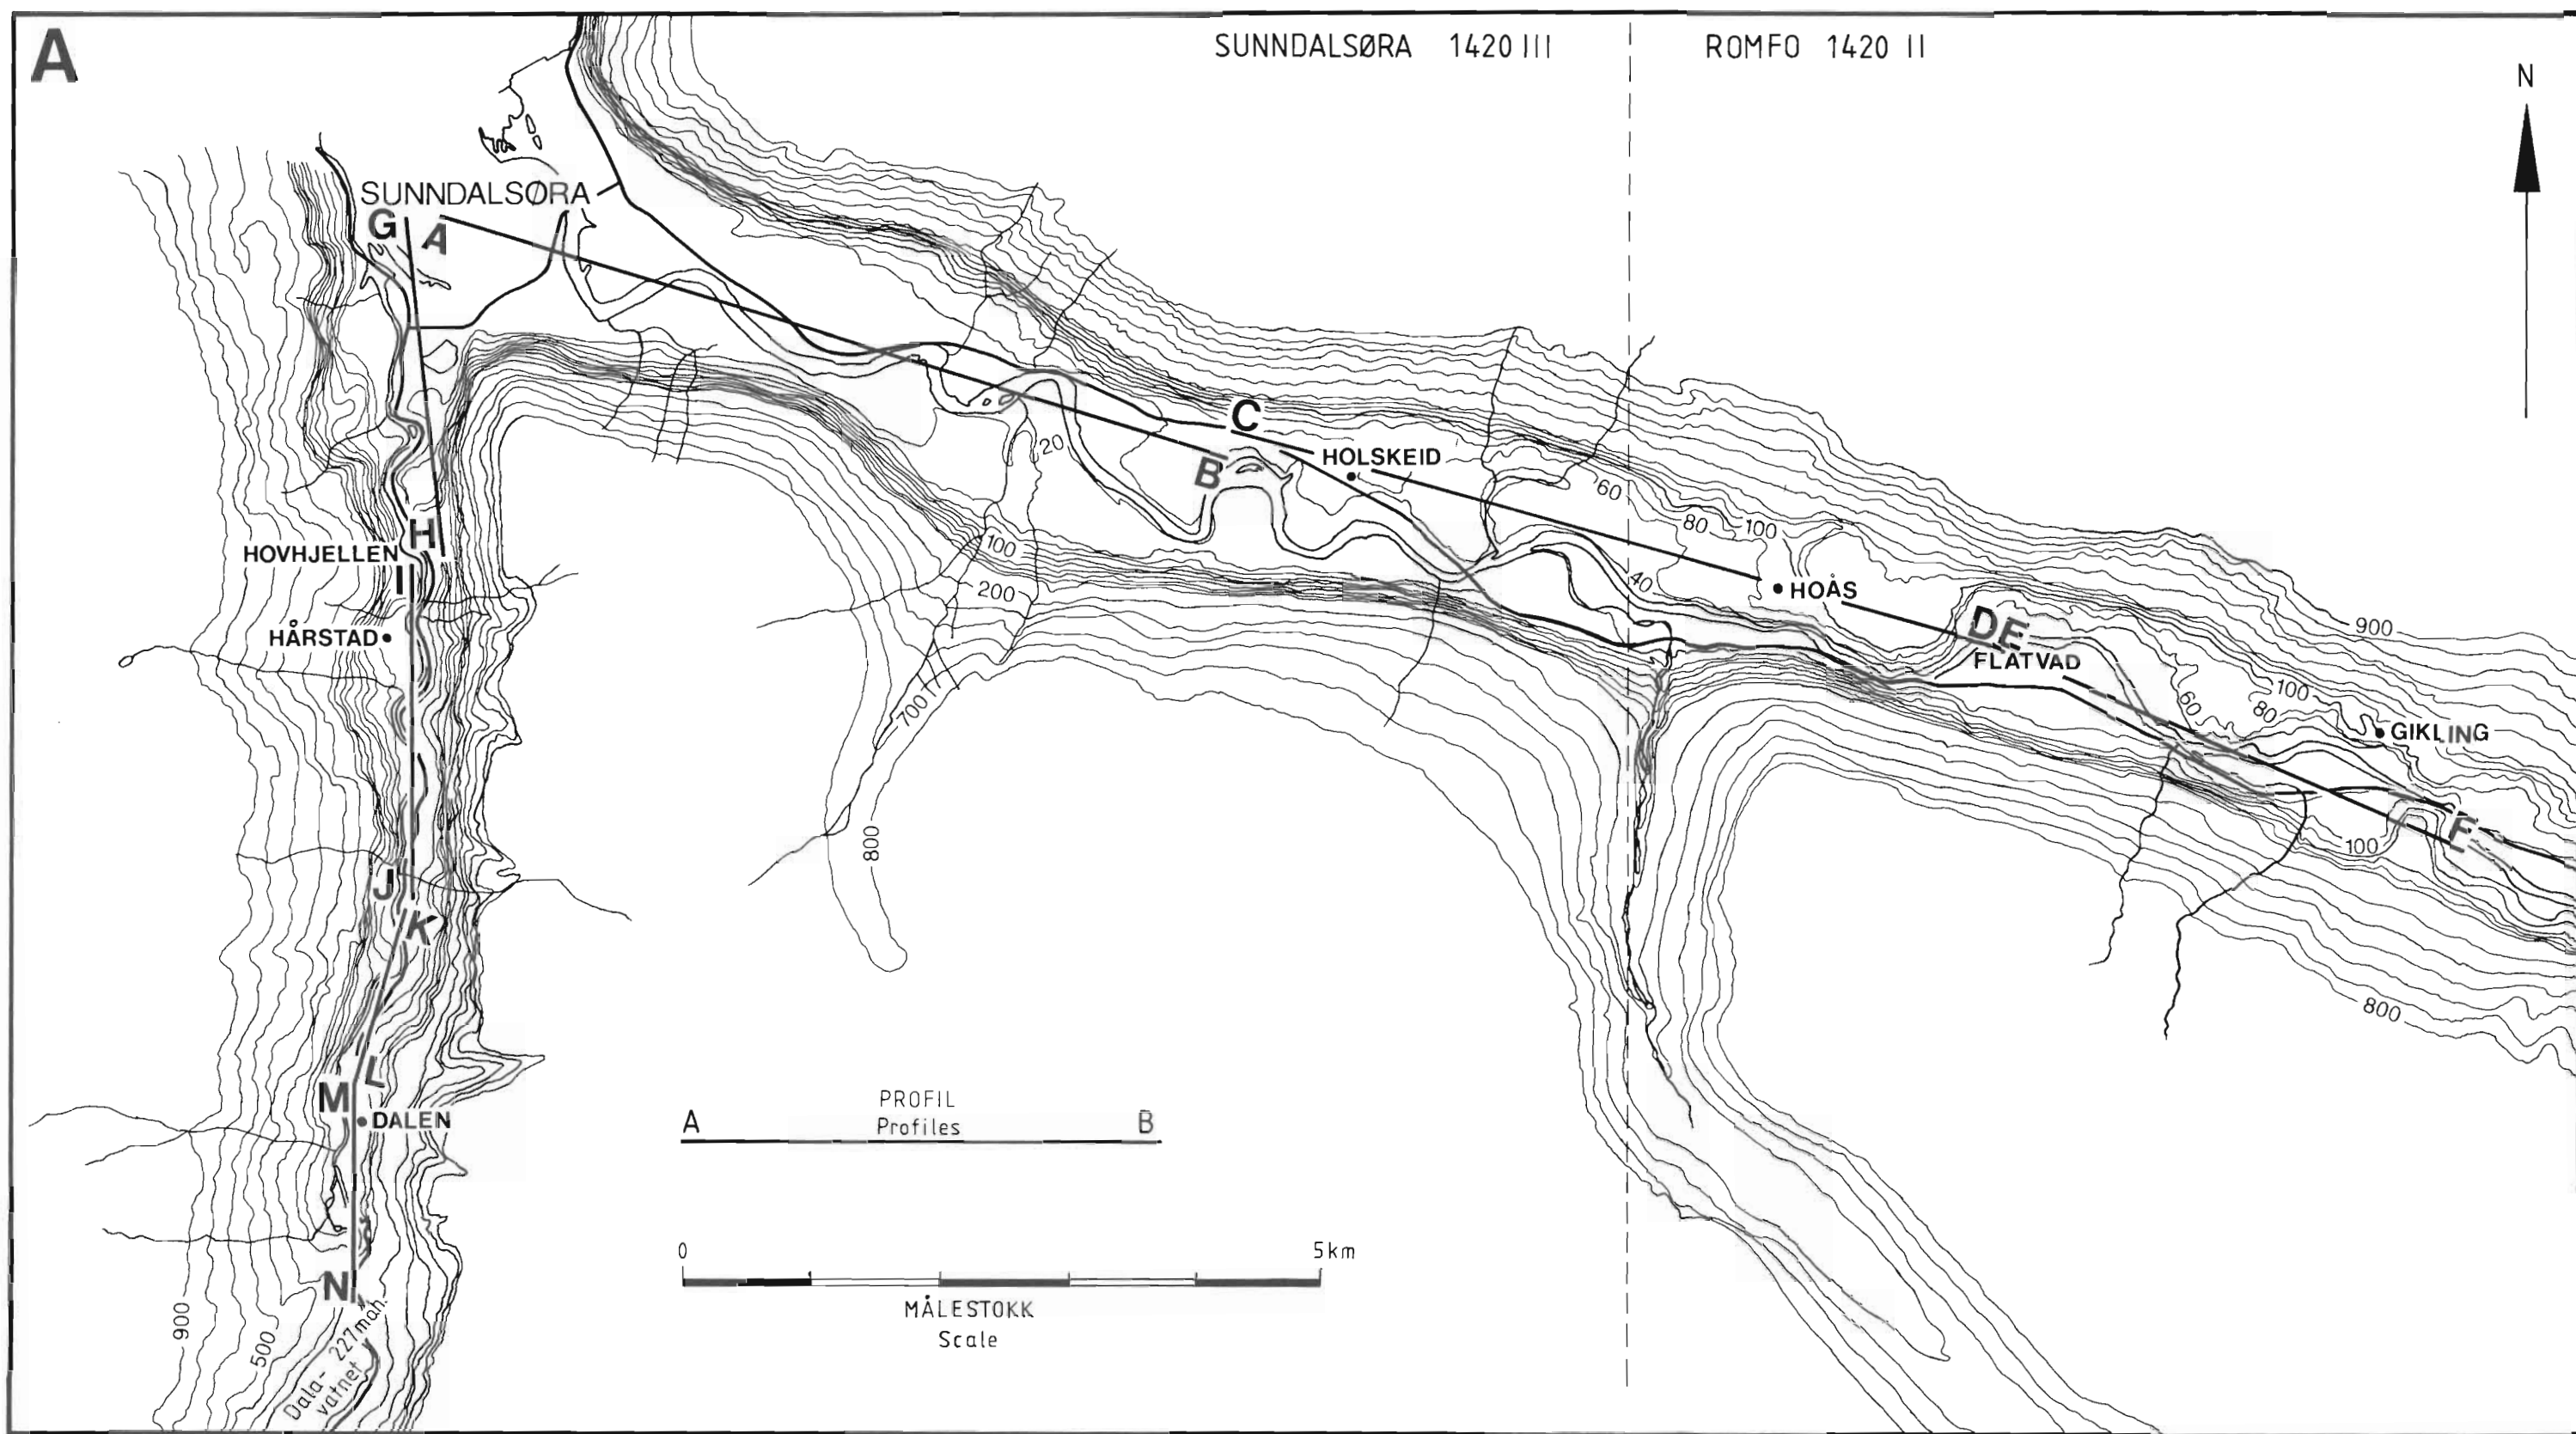 A
SUNNDALSØRA 1420 III
ROMFO 1420 II
N
SUNNDALSØRA
G
A
C
B
HOLSKEID
20
60
80
100
H
HOVHJELLEN
I
100
200
40
HOÅS
HÅRSTAD
DE
FLATVAD
900
60
100
80
GIKLING
700
F
100
800
J
K
800
L
M
DALEN
PROFIL
A B
Profiles
0 5km
MÅLESTOKK
Scale
N
900
500
Dala-
vatnet
227 moh.